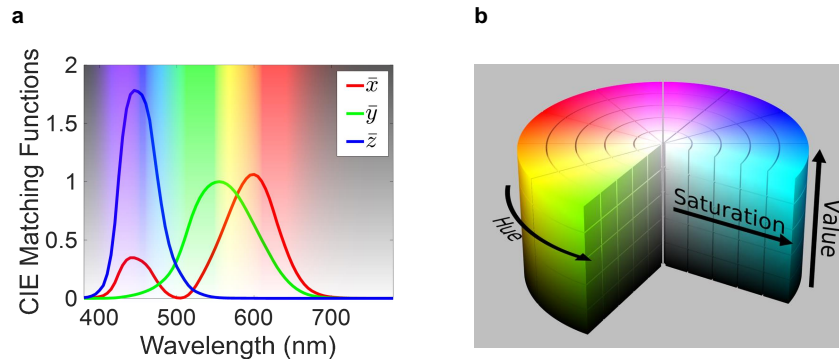 a
b
CIE Matching Functions
2
1.5
1
0.5
0
400
500
600
700
Wavelength (nm)
x̄
ȳ
z̄
Hue
Saturation
Value